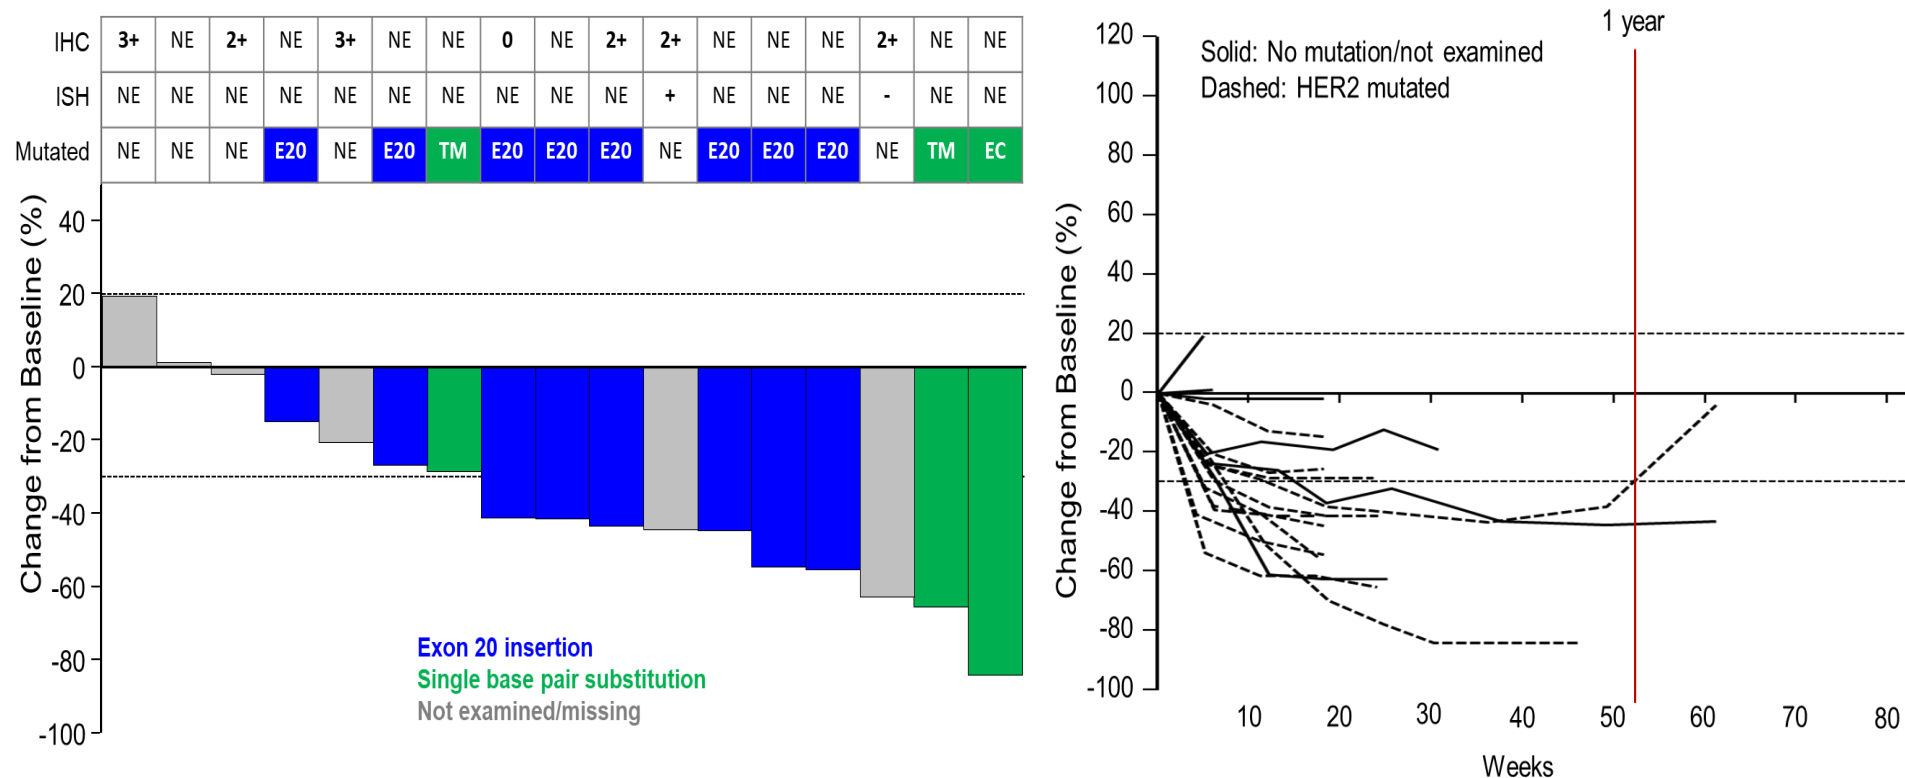 IHC 3+ NE 2+ NE 3+ NE NE 0 NE 2+ 2+ NE NE NE 2+ NE NE
ISH NE NE NE NE NE NE NE NE NE NE + NE NE NE - NE NE
Mutated NE NE NE E20 NE E20 TM E20 E20 E20 NE E20 E20 E20 NE TM EC
Change from Baseline (%)
40
20
0
-20
-40
-60
-80
-100
Exon 20 insertion
Single base pair substitution
Not examined/missing
1 year
Solid: No mutation/not examined
Dashed: HER2 mutated
Change from Baseline (%)
120
100
80
60
40
20
0
-20
-40
-60
-80
-100
10 20 30 40 50 60 70 80
Weeks